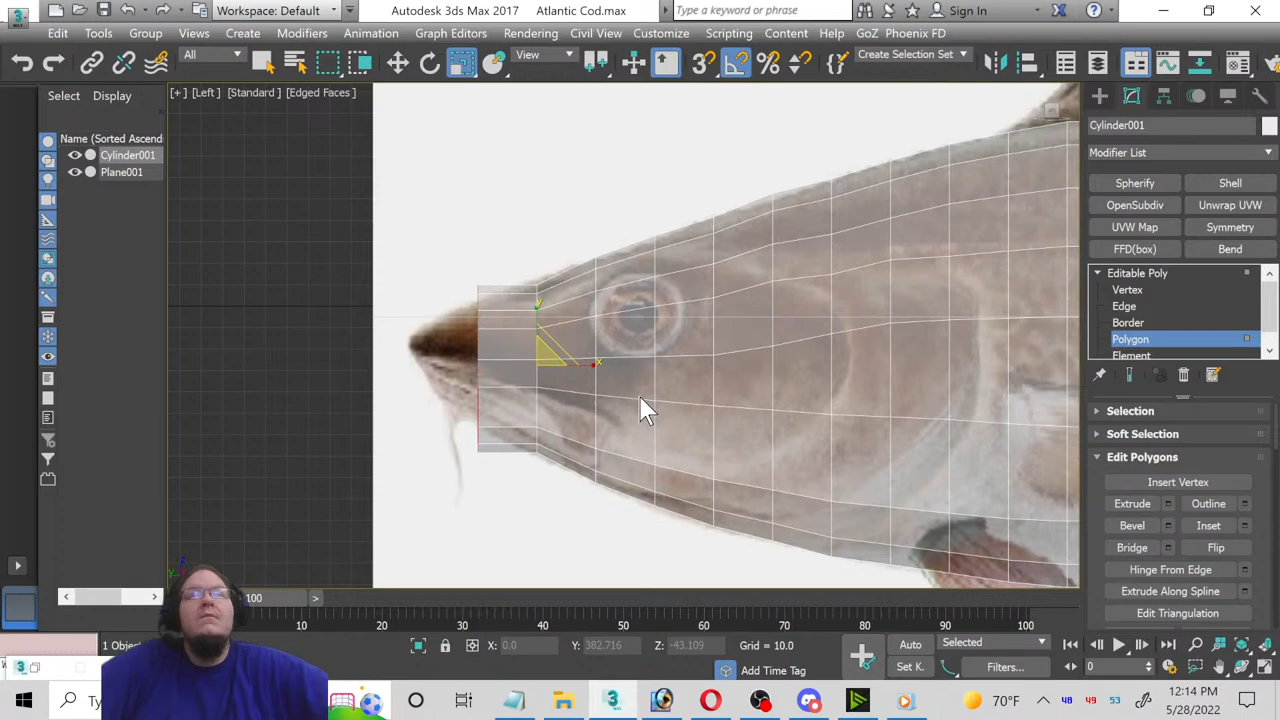 Workspace: Default
Autodesk 3ds Max 2017
Atlantic Cod.max
Type a keyword or phrase
Sign In
Edit
Tools
Group
Views
Create
Modifiers
Animation
Graph Editors
Rendering
Civil View
Customize
Scripting
Content
Help
GoZ
Phoenix FD
All
View
Create Selection Set
Select
Display
[+] [Left] [Standard] [Edged Faces]
Name (Sorted Ascend
Cylinder001
Plane001
Cylinder001
Modifier List
Spherify
Shell
OpenSubdiv
Unwrap UVW
UVW Map
Symmetry
FFD(box)
Bend
Editable Poly
Vertex
Edge
Border
Polygon
Element
Selection
Soft Selection
Edit Polygons
Insert Vertex
Extrude
Outline
Bevel
Inset
Bridge
Flip
Hinge From Edge
Extrude Along Spline
Edit Triangulation
y
x
100
>
10
20
30
40
50
60
70
80
90
100
1 Object
X: 0.0
Y: 382.716
Z: -43.109
Grid = 10.0
Add Time Tag
Auto
Selected
Set K.
Filters...
0
70°F
48
49
53
12:14 PM
5/28/2022